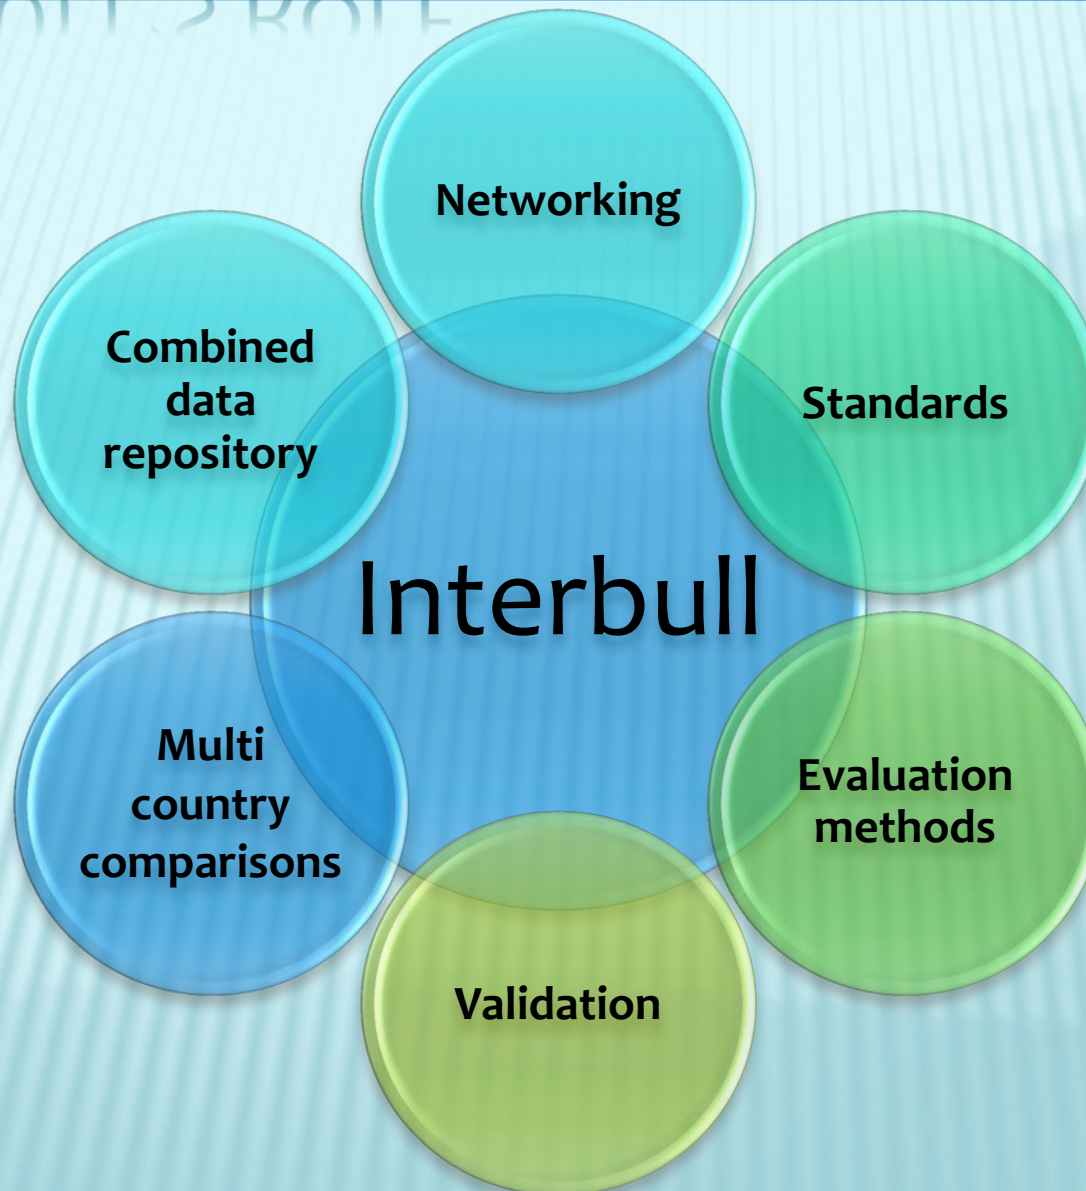 Networking
Standards
Evaluation
methods
Validation
Multi
country
comparisons
Combined
data
repository
Interbull